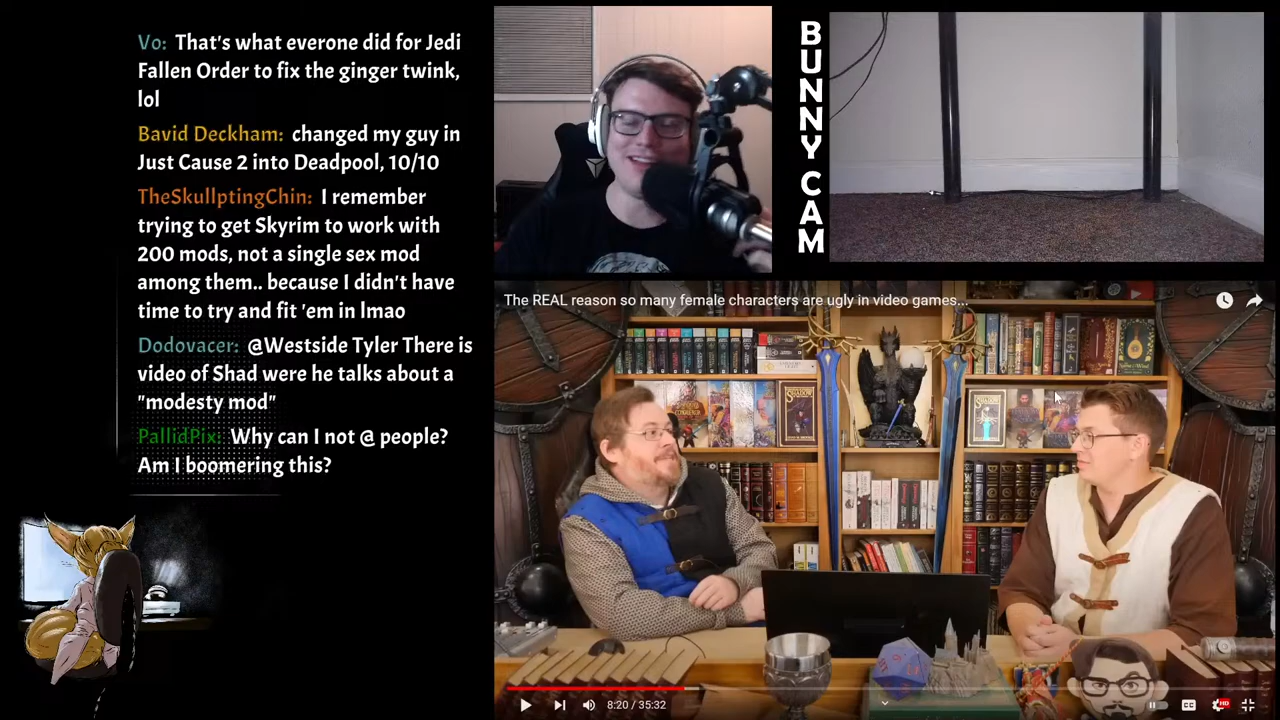 Vo: That's what everone did for Jedi
Fallen Order to fix the ginger twink,
lol
Bavid Deckham: changed my guy in
Just Cause 2 into Deadpool, 10/10
TheSkullptingChin: I remember
trying to get Skyrim to work with
200 mods, not a single sex mod
among them.. because I didn't have
time to try and fit 'em in lmao
Dodovacer: @Westside Tyler There is
video of Shad were he talks about a
"modesty mod"
PallidPix: Why can I not @ people?
Am I boomering this?
BUNNY CAM
The REAL reason so many female characters are ugly in video games...
8:20 / 35:32
CC
HD